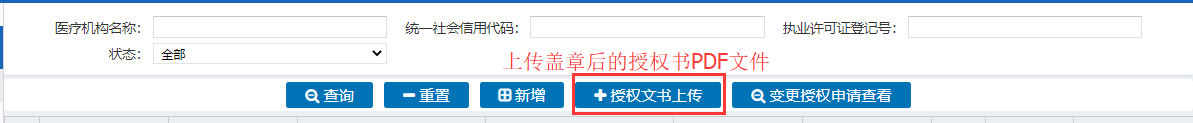 医疗机构名称： 统一社会信用代码： 执业许可证登记号：
状态： 全部
上传盖章后的授权书PDF文件
查询 重置 新增 授权文书上传 变更授权申请查看